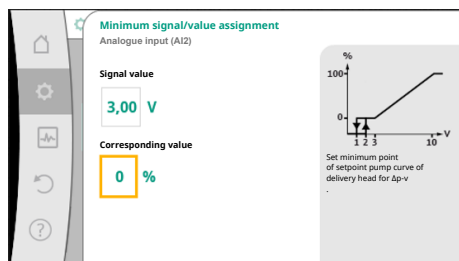 Minimum signal/value assignment
Analogue input (AI2)
Signal value
3,00 V
Corresponding value
0 %
%
100
0
1 2 3 10 V
Set minimum point
of setpoint pump curve of
delivery head for Δp-v
.
?